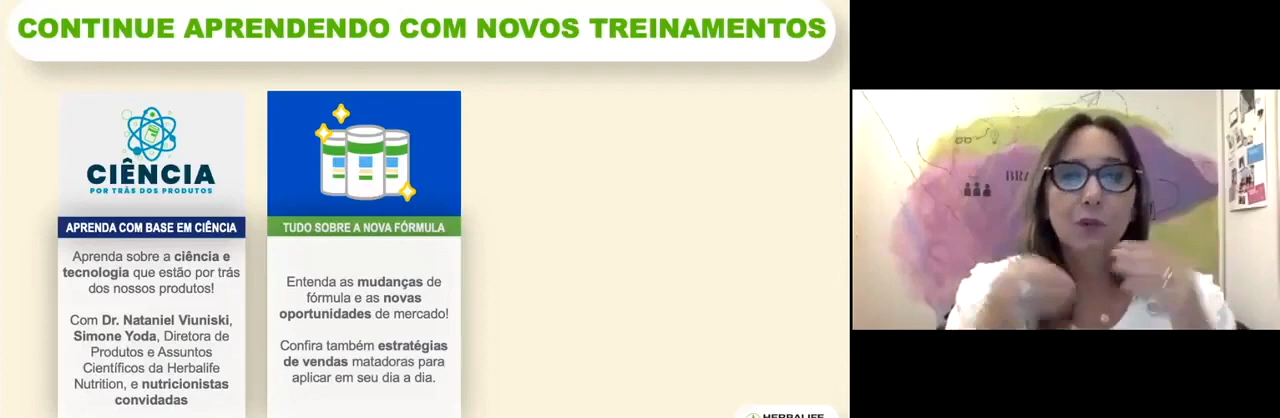 CONTINUE APRENDENDO COM NOVOS TREINAMENTOS
CIÊNCIA
POR TRÁS DOS PRODUTOS
APRENDA COM BASE EM CIÊNCIA
Aprenda sobre a ciência e
tecnologia que estão por trás
dos nossos produtos!
Com Dr. Nataniel Viuniski,
Simone Yoda, Diretora de
Produtos e Assuntos
Científicos da Herbalife
Nutrition, e nutricionistas
convidadas
TUDO SOBRE A NOVA FÓRMULA
Entenda as mudanças de
fórmula e as novas
oportunidades de mercado!
Confira também estratégias
de vendas matadoras para
aplicar em seu dia a dia.
HERBALIFE
BRA